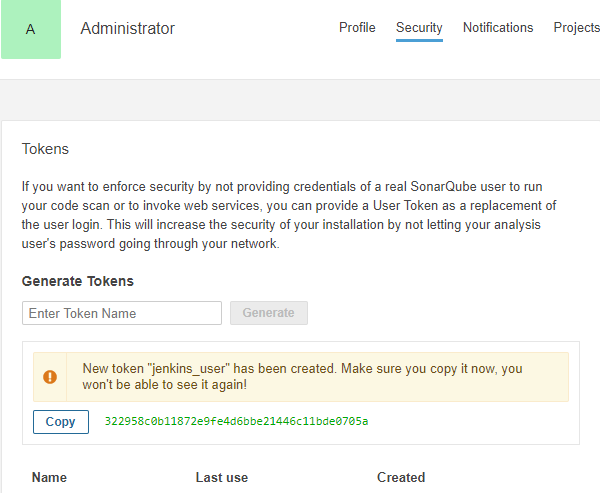 A
Administrator
Profile Security Notifications Projects
Tokens
If you want to enforce security by not providing credentials of a real SonarQube user to run
your code scan or to invoke web services, you can provide a User Token as a replacement of
the user login. This will increase the security of your installation by not letting your analysis
user's password going through your network.
Generate Tokens
Enter Token Name Generate
New token "jenkins_user" has been created. Make sure you copy it now, you
won't be able to see it again!
Copy 322958c0b11872e9fe4d6bbe21446c11bde0705a
Name Last use Created